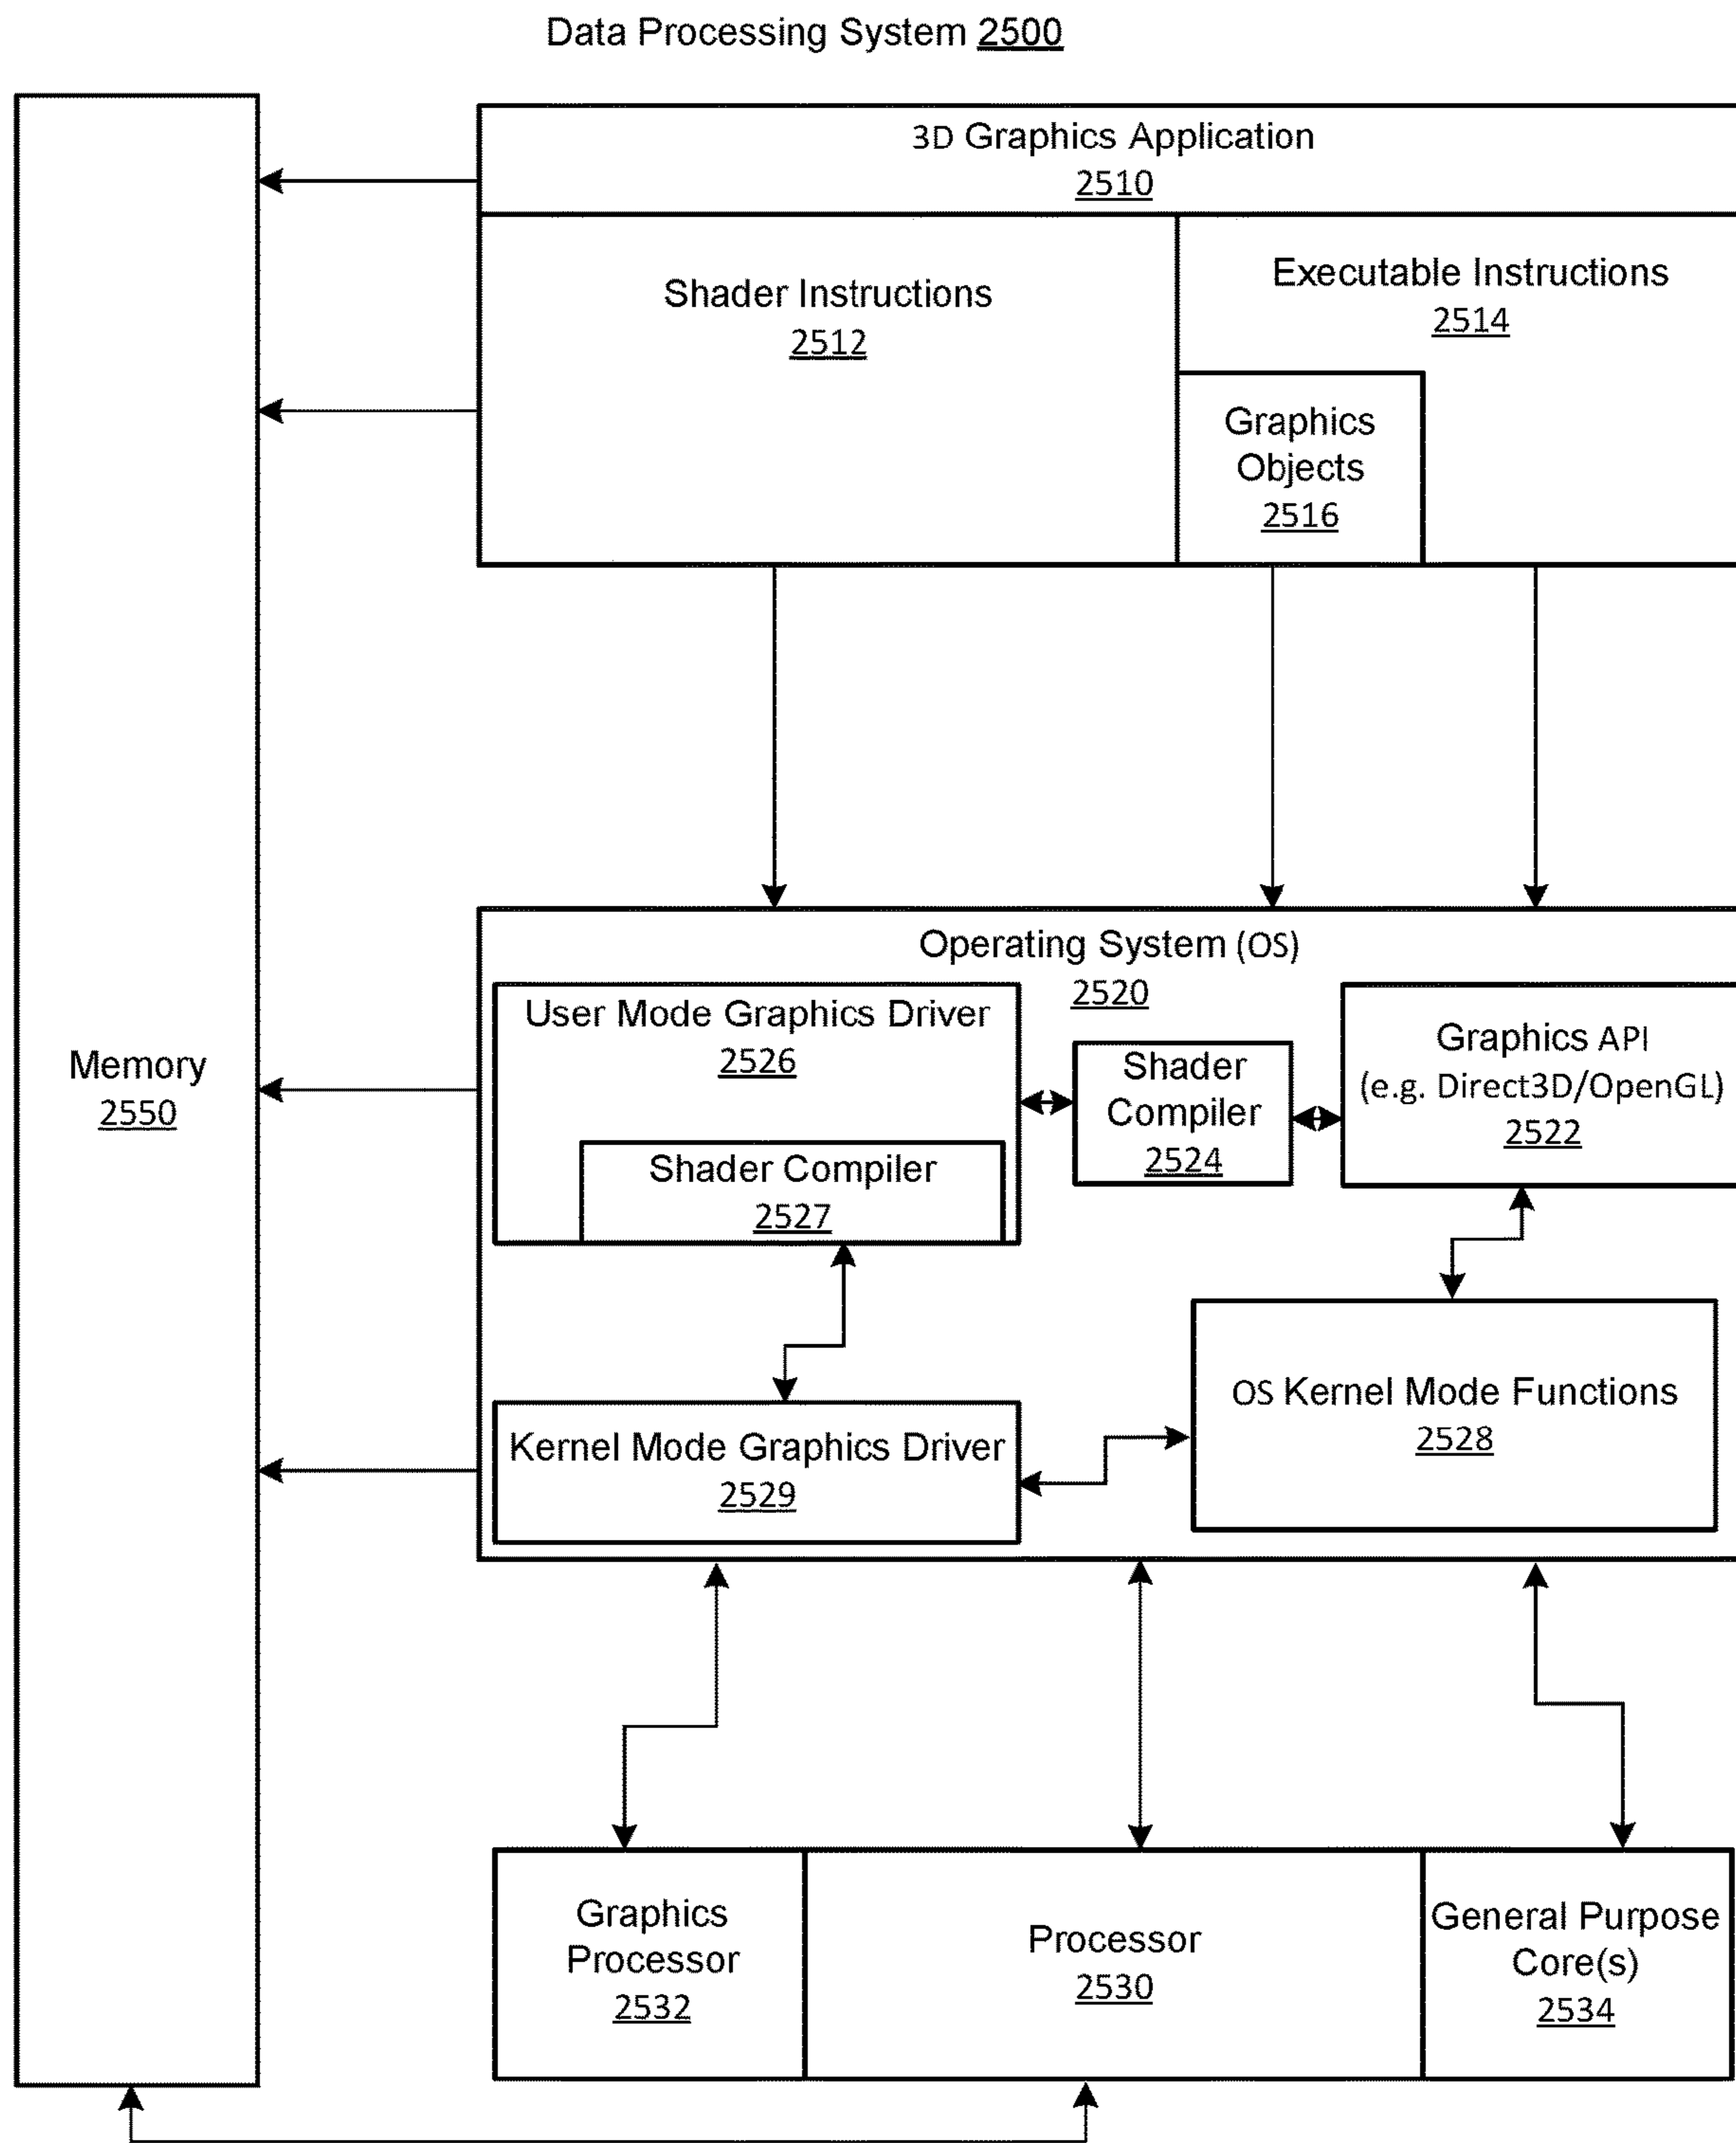 Data Processing System 2500
3D Graphics Application
2510
Shader Instructions
2512
Executable Instructions
2514
Graphics
Objects
2516
Memory
2550
Operating System (OS)
2520
User Mode Graphics Driver
2526
Shader Compiler
2527
Shader
Compiler
2524
Graphics API
(e.g. Direct3D/OpenGL)
2522
Kernel Mode Graphics Driver
2529
OS Kernel Mode Functions
2528
Graphics
Processor
2532
Processor
2530
General Purpose
Core(s)
2534